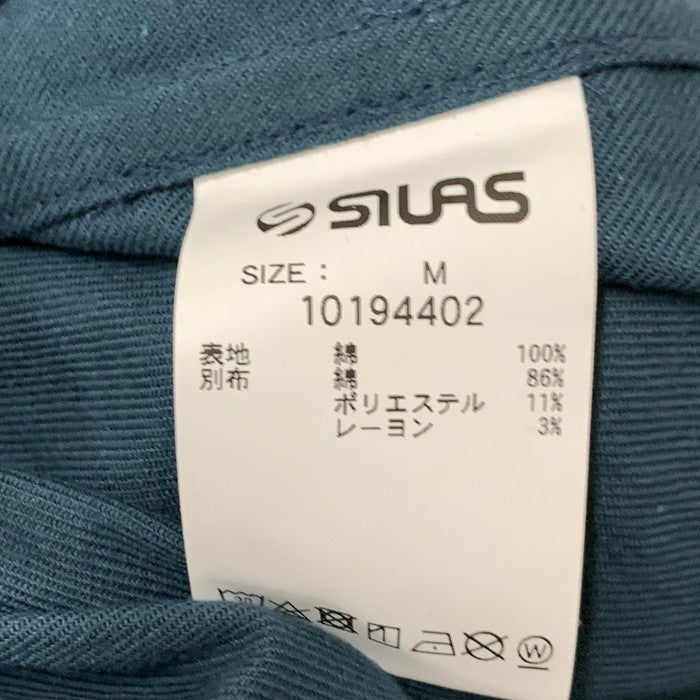 SILAS
SIZE : M
10194402
表地 綿 100%
別布 綿 86%
ポリエステル 11%
レーヨン 3%
W